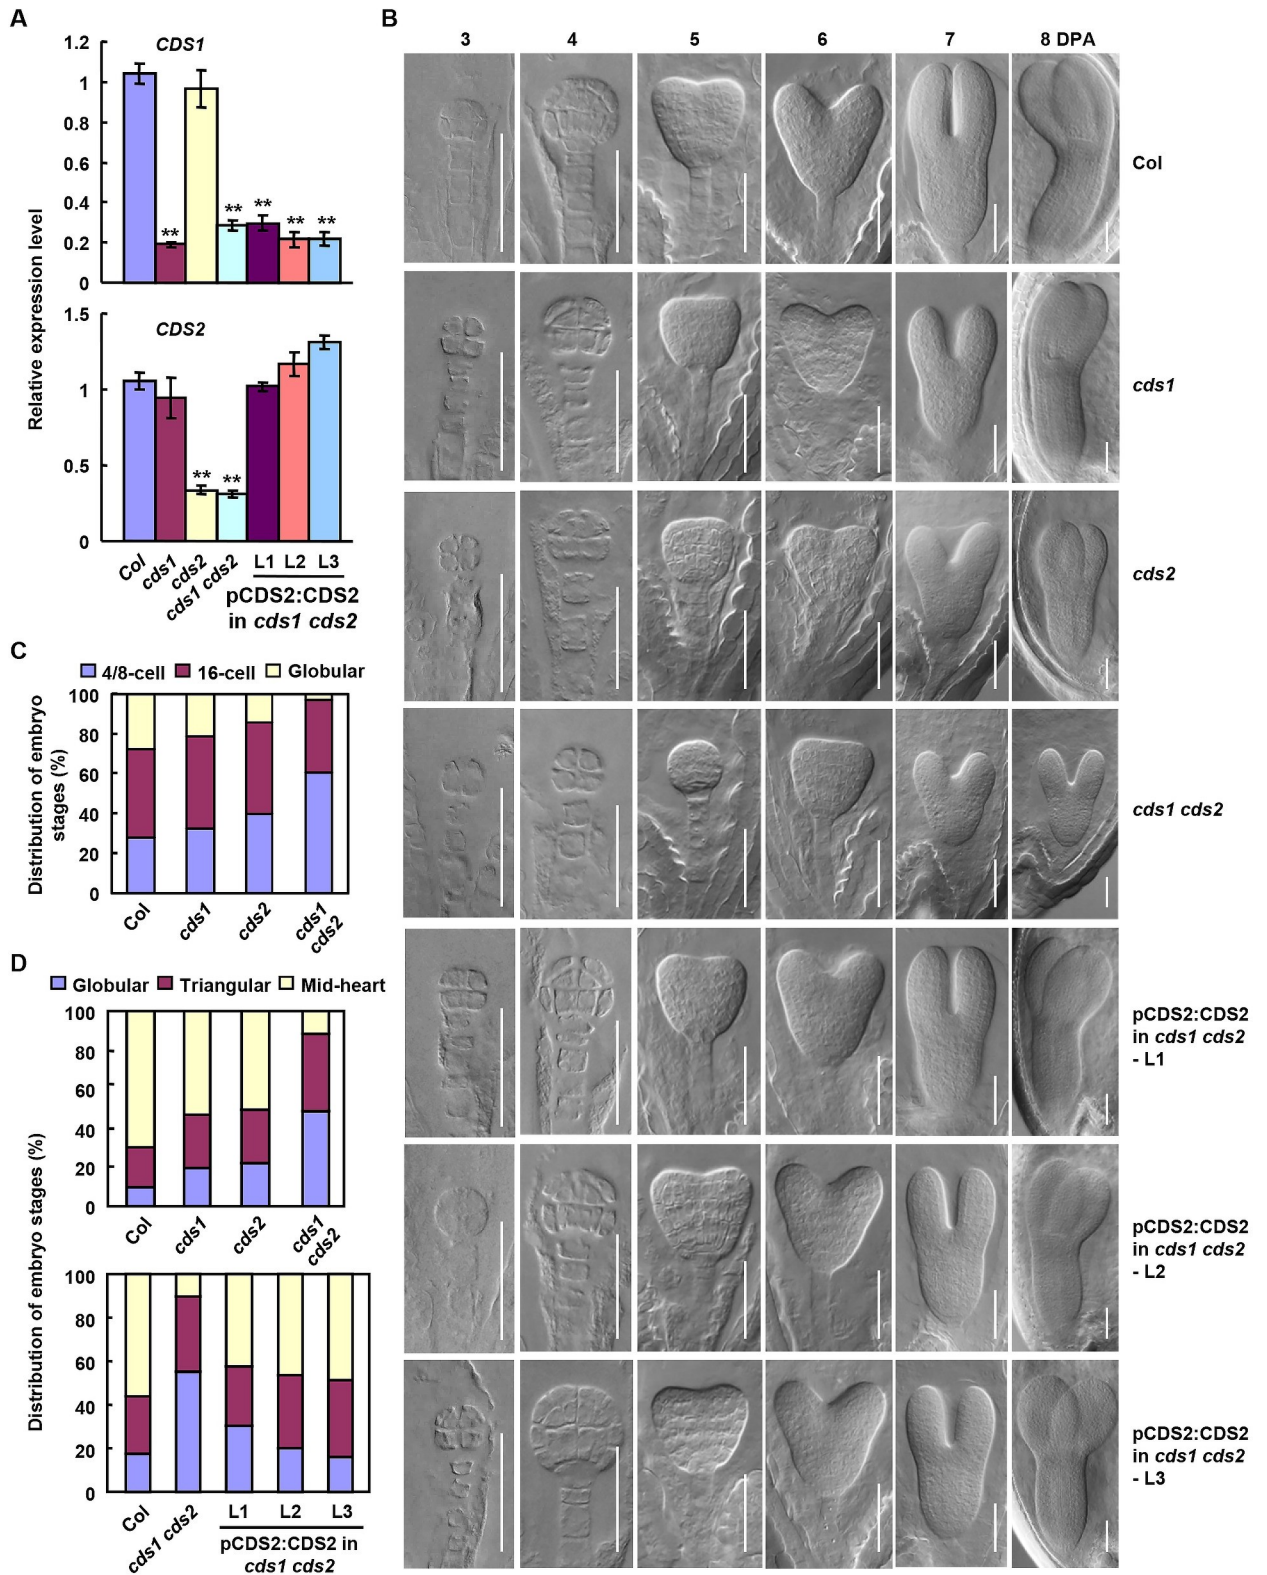 A
CDS1
1.2
1
0.8
0.6
0.4
0.2
0
** ** ** ** **
Relative expression level
CDS2
1.5
1
0.5
0
** **
Col cds1 cds2 cds1 cds2 L1 L2 L3
pCDS2:CDS2
in cds1 cds2
B
3 4 5 6 7 8 DPA
Col
cds1
cds2
cds1 cds2
pCDS2:CDS2
in cds1 cds2
- L1
pCDS2:CDS2
in cds1 cds2
- L2
pCDS2:CDS2
in cds1 cds2
- L3
C
4/8-cell 16-cell Globular
Distribution of embryo
stages (%)
100
80
60
40
20
0
Col cds1 cds2 cds1
cds2
D
Globular Triangular Mid-heart
Distribution of embryo stages (%)
100
80
60
40
20
0
Col cds1 cds2 cds1
cds2
100
80
60
40
20
0
Col cds1 cds2 L1 L2 L3
pCDS2:CDS2 in
cds1 cds2